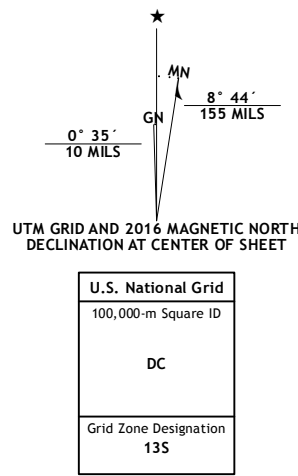 ★
MN
GN
8° 44´
155 MILS
0° 35´
10 MILS
UTM GRID AND 2016 MAGNETIC NORTH
DECLINATION AT CENTER OF SHEET
U.S. National Grid
100,000-m Square ID
DC
Grid Zone Designation
13S